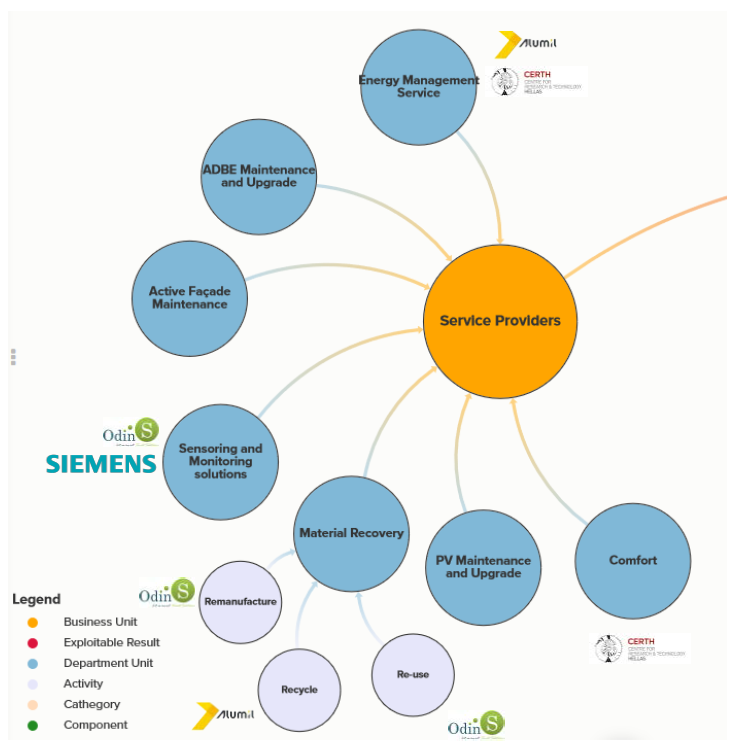 Alumil
Energy Management
Service
CERTH
CENTRE FOR
RESEARCH & TECHNOLOGY
HELLAS
ADBE Maintenance
and Upgrade
Active Façade
Maintenance
Service Providers
Odin S
SIEMENS
Sensoring and
Monitoring
solutions
Material Recovery
PV Maintenance
and Upgrade
Comfort
Odin S
Remanufacture
CERTH
CENTRE FOR
RESEARCH & TECHNOLOGY
HELLAS
Recycle
Re-use
Alumil
Odin S
Legend
Business Unit
Exploitable Result
Department Unit
Activity
Cathegory
Component